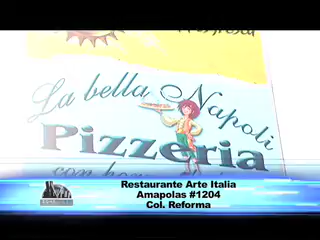 La bella Napoli
Pizzeria
Restaurante Arte Italia
Amapolas #1204
Col. Reforma